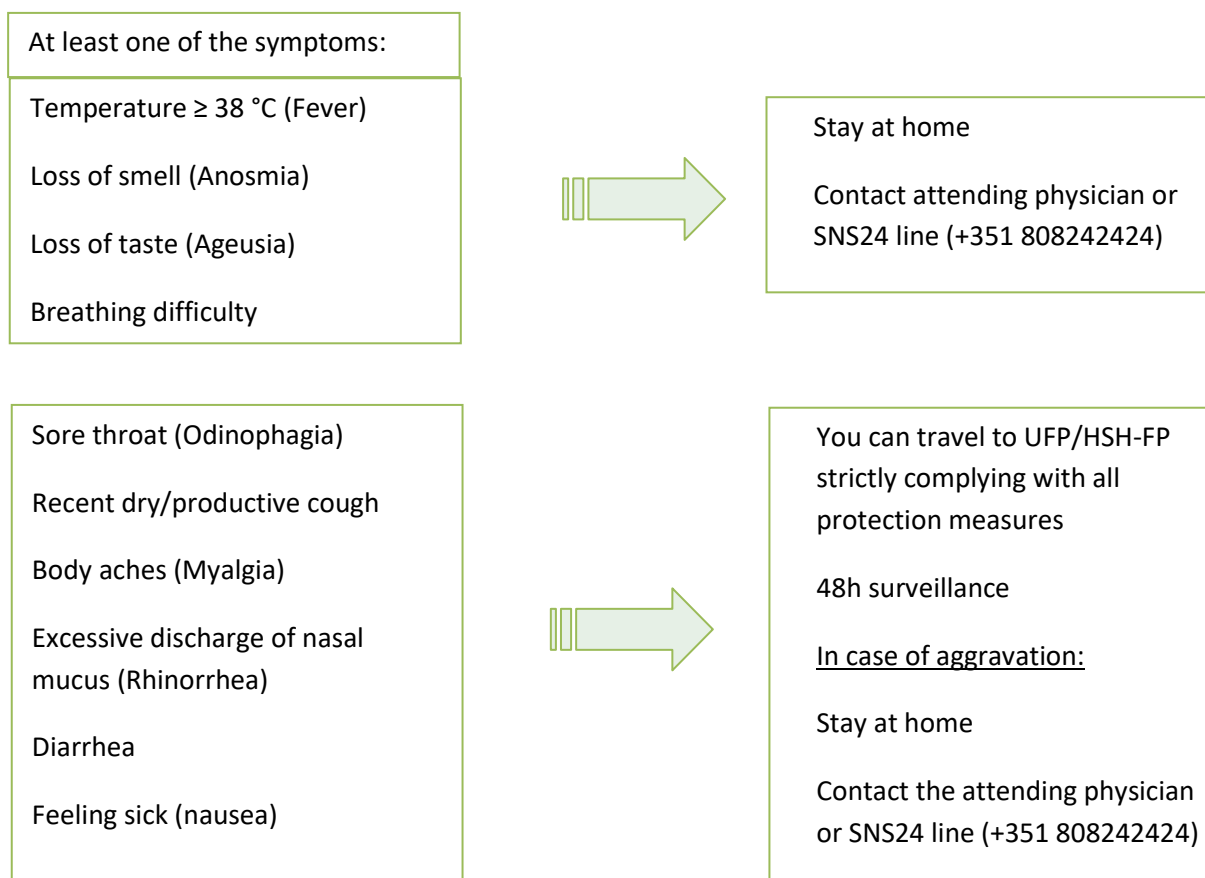 At least one of the symptoms:
Temperature ≥ 38 °C (Fever)
Loss of smell (Anosmia)
Loss of taste (Ageusia)
Breathing difficulty
Stay at home
Contact attending physician or
SNS24 line (+351 808242424)
Sore throat (Odinophagia)
Recent dry/productive cough
Body aches (Myalgia)
Excessive discharge of nasal
mucus (Rhinorrhea)
Diarrhea
Feeling sick (nausea)
You can travel to UFP/HSH-FP
strictly complying with all
protection measures
48h surveillance
In case of aggravation:
Stay at home
Contact the attending physician
or SNS24 line (+351 808242424)